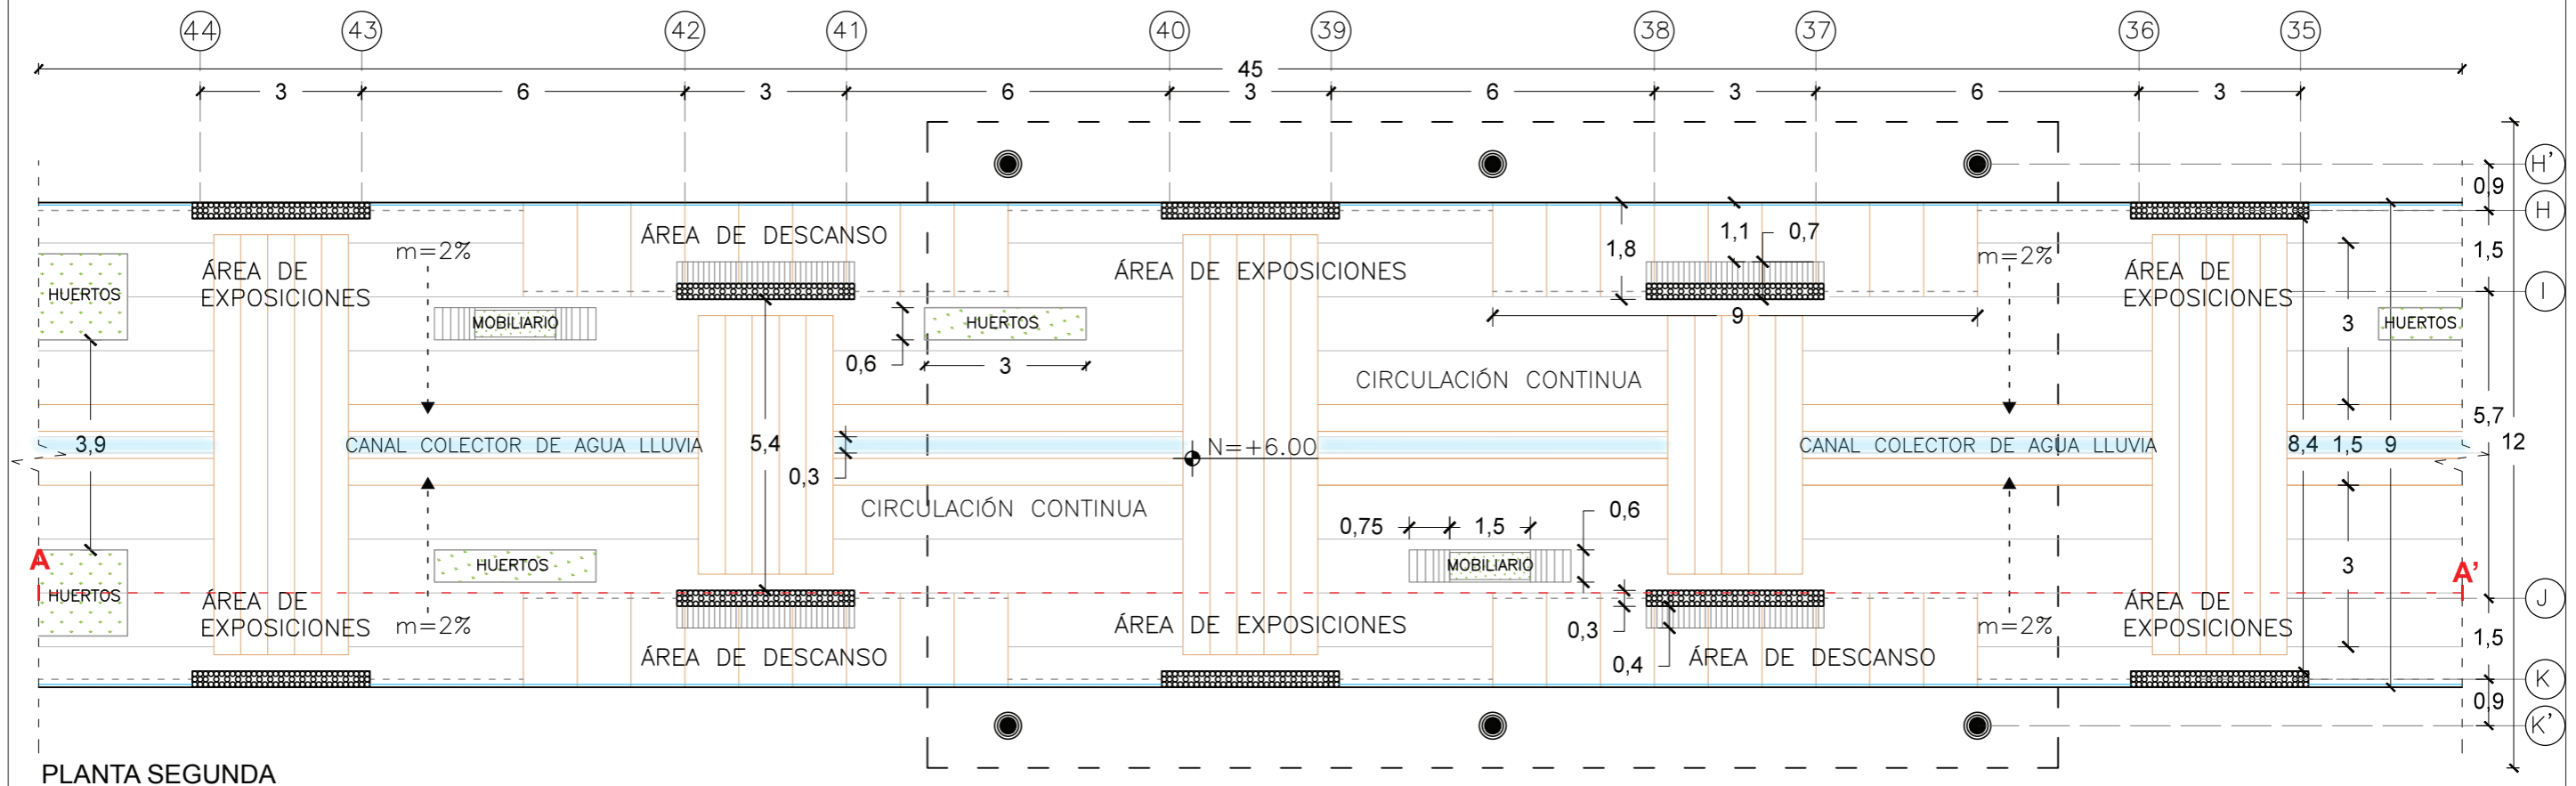 44 43 42 41 40 39 38 37 36 35
45
3 6 3 6 3 6 3 6 3
H'
0,9
H
1,1 0,7
ÁREA DE DESCANSO
1,8
1,5
m=2%
m=2%
ÁREA DE
EXPOSICIONES
ÁREA DE EXPOSICIONES
ÁREA DE
EXPOSICIONES
HUERTOS
I
MOBILIARIO
HUERTOS
9
3
HUERTOS
0,6
3
CIRCULACIÓN CONTINUA
5,7
3,9
CANAL COLECTOR DE AGUA LLUVIA
5,4
N=+6.00
CANAL COLECTOR DE AGUA LLUVIA
8,4 1,5 9
12
0,3
CIRCULACIÓN CONTINUA
0,75 1,5
0,6
A
HUERTOS
MOBILIARIO
3
A'
HUERTOS
ÁREA DE
EXPOSICIONES
m=2%
ÁREA DE EXPOSICIONES
0,3
m=2%
ÁREA DE
EXPOSICIONES
J
1,5
ÁREA DE DESCANSO
0,4
ÁREA DE DESCANSO
K
0,9
K'
PLANTA SEGUNDA